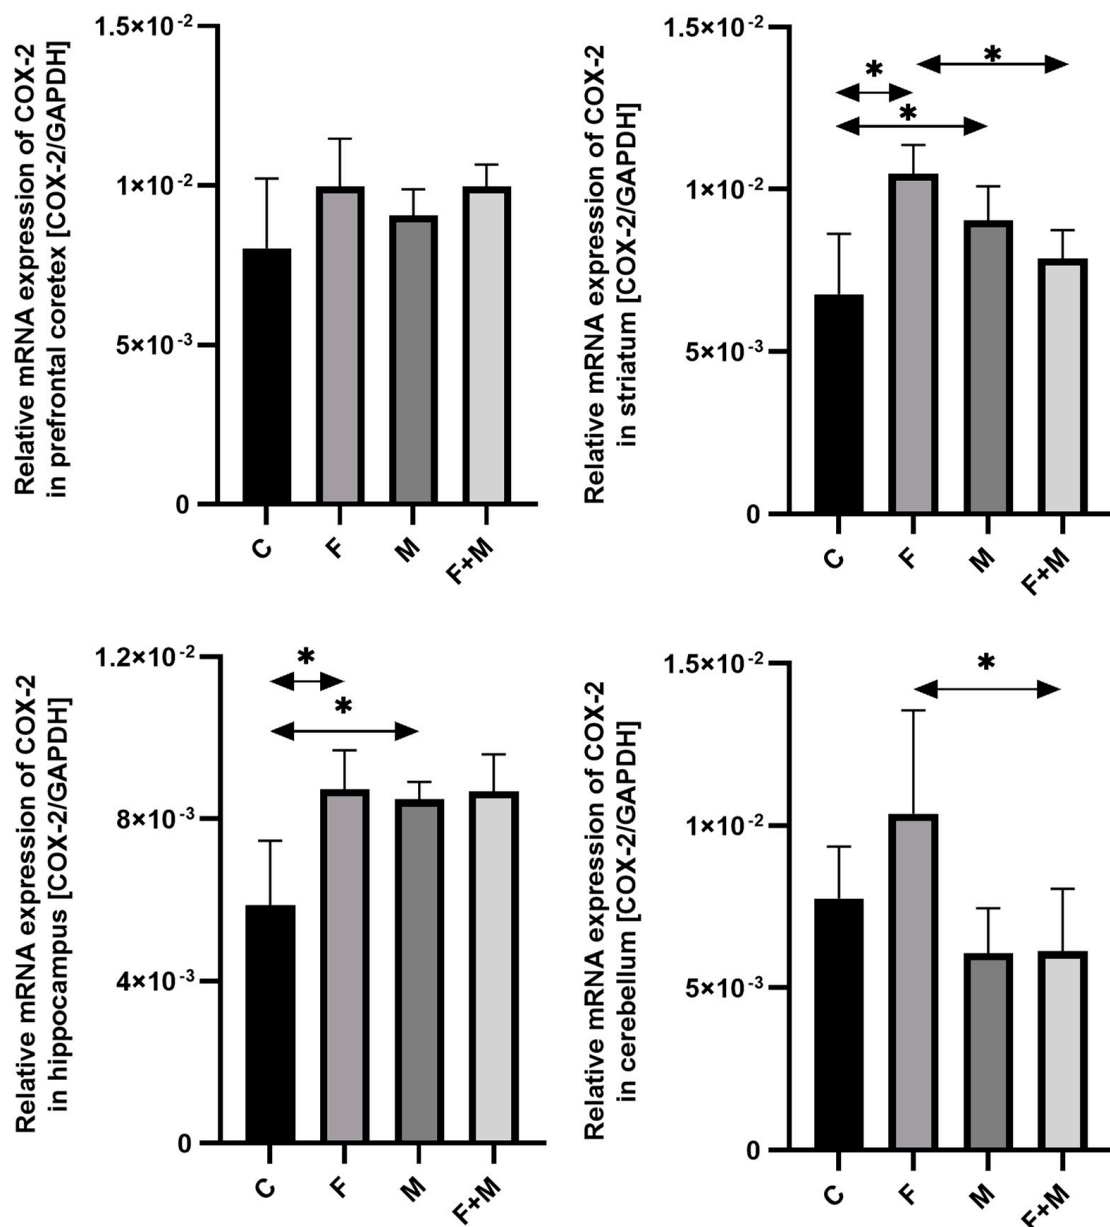 Relative mRNA expression of COX-2
in prefrontal coretex [COX-2/GAPDH]
1.5×10⁻²
1×10⁻²
5×10⁻³
0
C
F
M
F+M
Relative mRNA expression of COX-2
in striatum [COX-2/GAPDH]
1.5×10⁻²
1×10⁻²
5×10⁻³
0
*
*
*
C
F
M
F+M
Relative mRNA expression of COX-2
in hippocampus [COX-2/GAPDH]
1.2×10⁻²
8×10⁻³
4×10⁻³
0
*
*
C
F
M
F+M
Relative mRNA expression of COX-2
in cerebellum [COX-2/GAPDH]
1.5×10⁻²
1×10⁻²
5×10⁻³
0
*
C
F
M
F+M